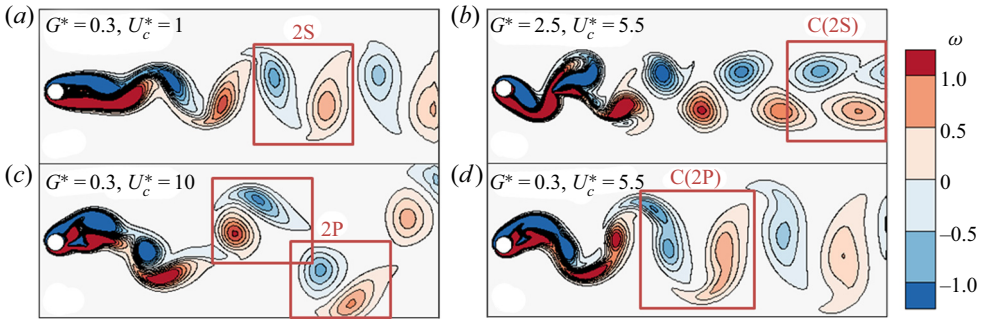 (a) G* = 0.3, U*c = 1
2S
(b) G* = 2.5, U*c = 5.5
C(2S)
(c) G* = 0.3, U*c = 10
2P
(d) G* = 0.3, U*c = 5.5
C(2P)
ω
1.0
0.5
0
–0.5
–1.0